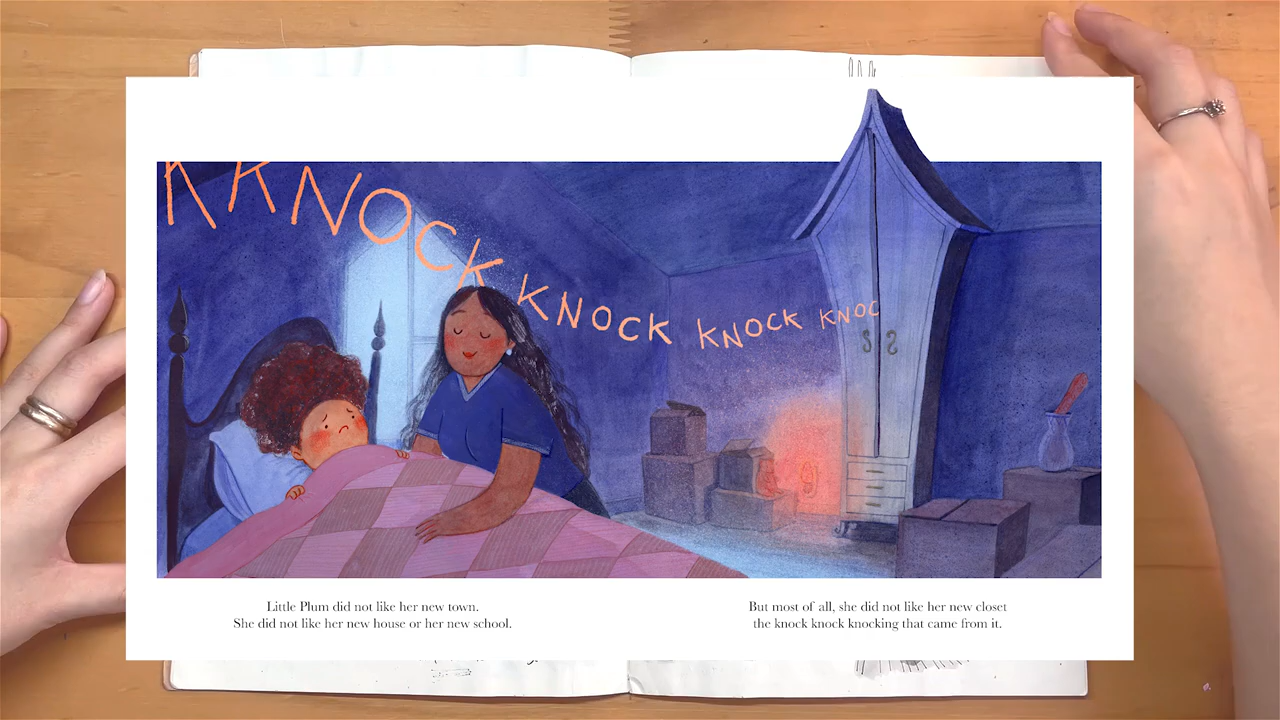 KNOCK KNOCK KNOCK KNOC
Little Plum did not like her new town.
She did not like her new house or her new school.
But most of all, she did not like her new closet
the knock knock knocking that came from it.